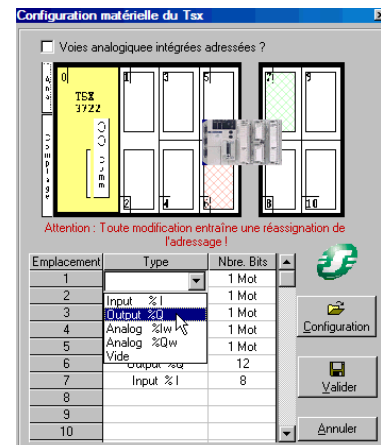 Configuration matérielle du Tsx
Voies analogiquee intégrées adressées ?
0 1 3 5 7 9
TSX
3722
Comm
2 4 6 8 10
Attention : Toute modification entraîne une réassignation de
l'adressage !
Emplacement Type Nbre. Bits
1 1 Mot
2 Input %I 1 Mot
3 Output %Q 1 Mot
4 Analog %Iw 1 Mot
5 Analog %Qw 1 Mot
Vide
6 Output %Q 12
7 Input %I 8
8
9
10
Configuration
Valider
Annuler